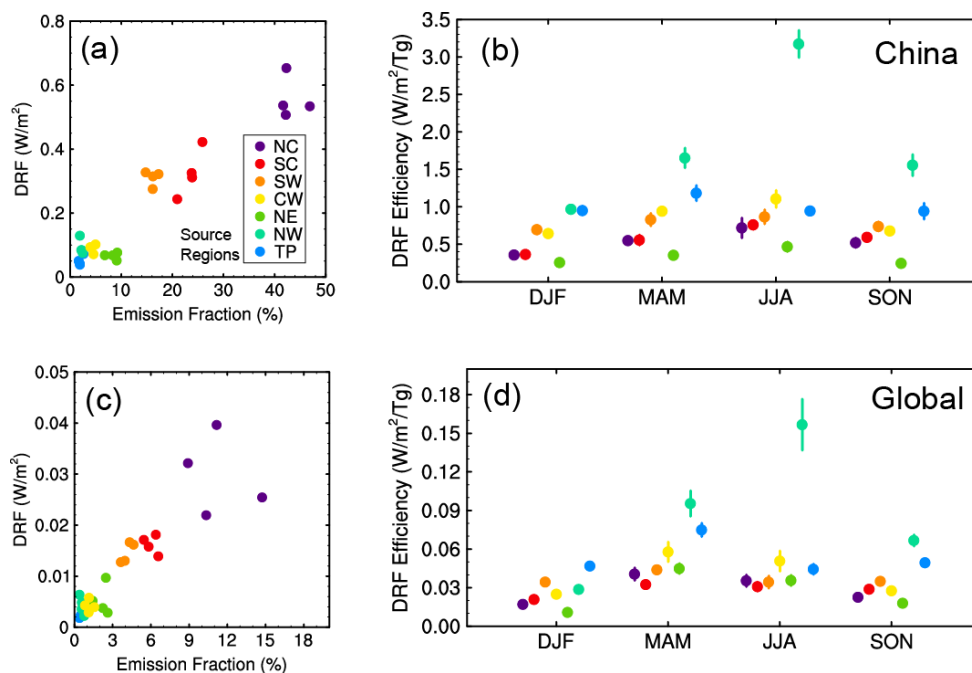 (a)
0.8
0.6
0.4
0.2
0.0
DRF (W/m²)
0 10 20 30 40 50
Emission Fraction (%)
NC
SC
SW
CW
NE
NW
TP
Source
Regions
(b)
China
3.5
3.0
2.5
2.0
1.5
1.0
0.5
0.0
DRF Efficiency (W/m²/Tg)
DJF MAM JJA SON
(c)
0.05
0.04
0.03
0.02
0.01
0
DRF (W/m²)
0 3 6 9 12 15 18
Emission Fraction (%)
(d)
Global
0.18
0.15
0.12
0.09
0.06
0.03
0.00
DRF Efficiency (W/m²/Tg)
DJF MAM JJA SON